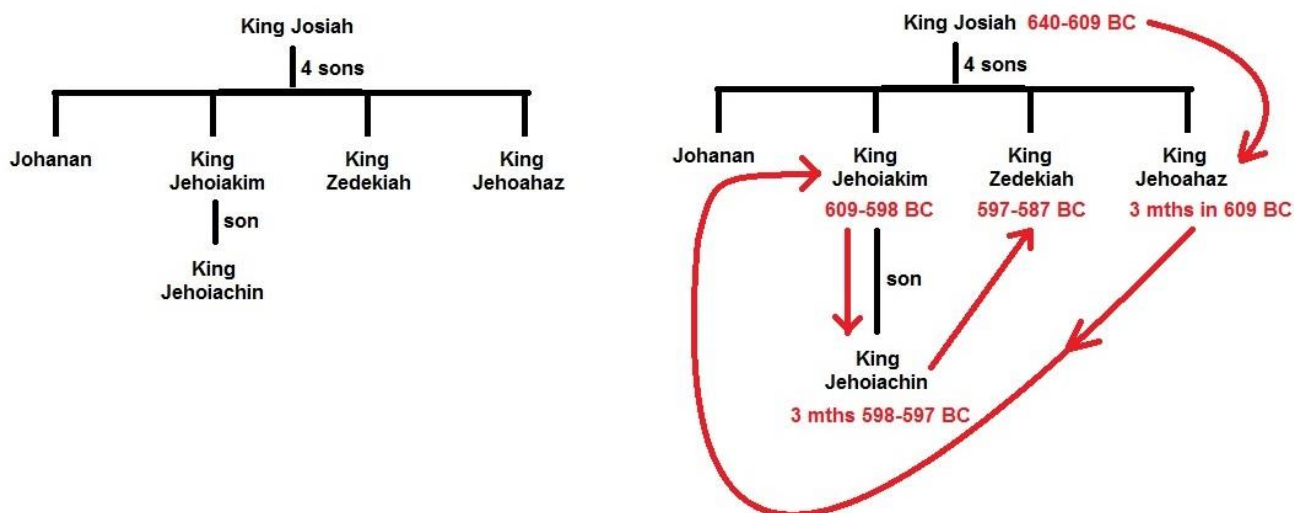 King Josiah
4 sons
Johanan
King
Jehoiakim
King
Zedekiah
King
Jehoahaz
son
King
Jehoiachin
King Josiah 640-609 BC
4 sons
Johanan
King
Jehoiakim
609-598 BC
King
Zedekiah
597-587 BC
King
Jehoahaz
3 mths in 609 BC
son
King
Jehoiachin
3 mths 598-597 BC